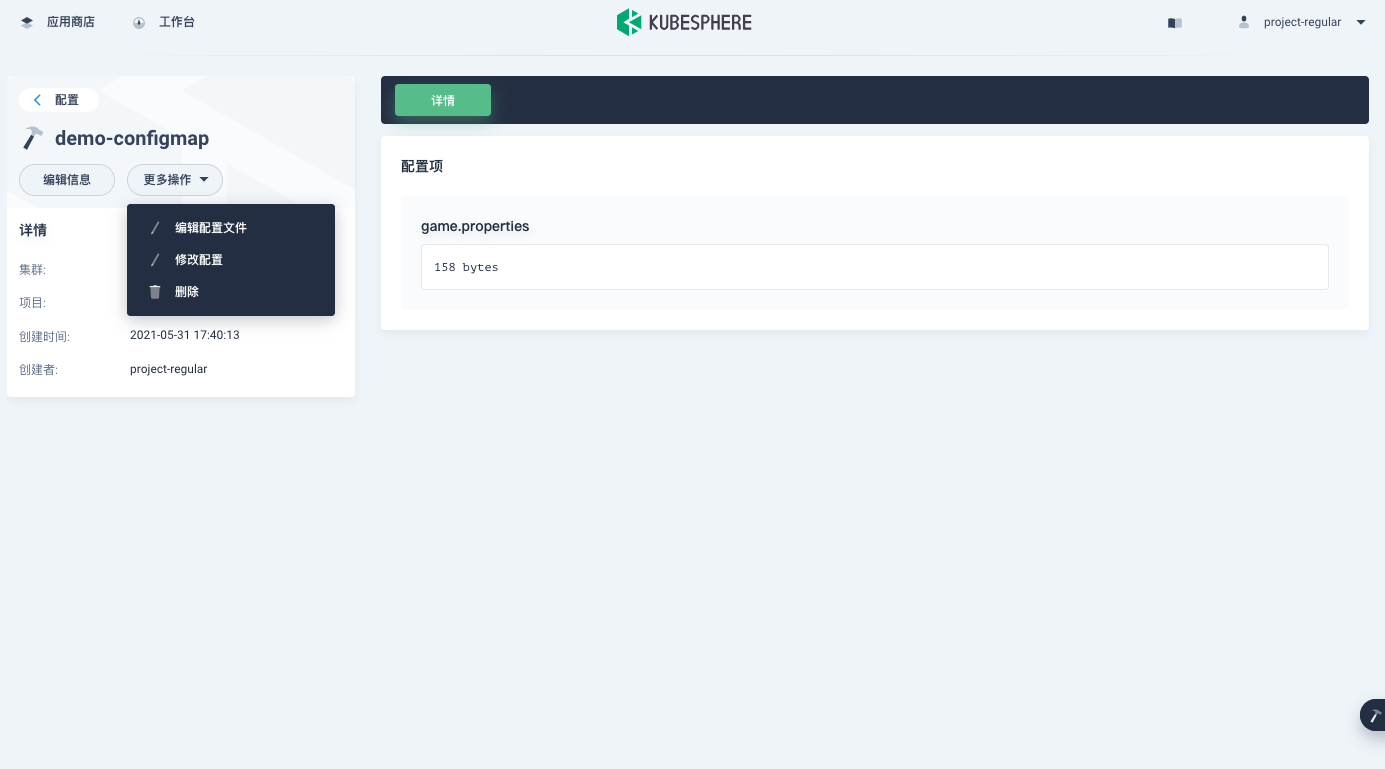 应用商店
工作台
KUBESPHERE
project-regular
配置
demo-configmap
编辑信息
更多操作
编辑配置文件
修改配置
删除
详情
集群:
项目:
创建时间: 2021-05-31 17:40:13
创建者: project-regular
详情
配置项
game.properties
158 bytes